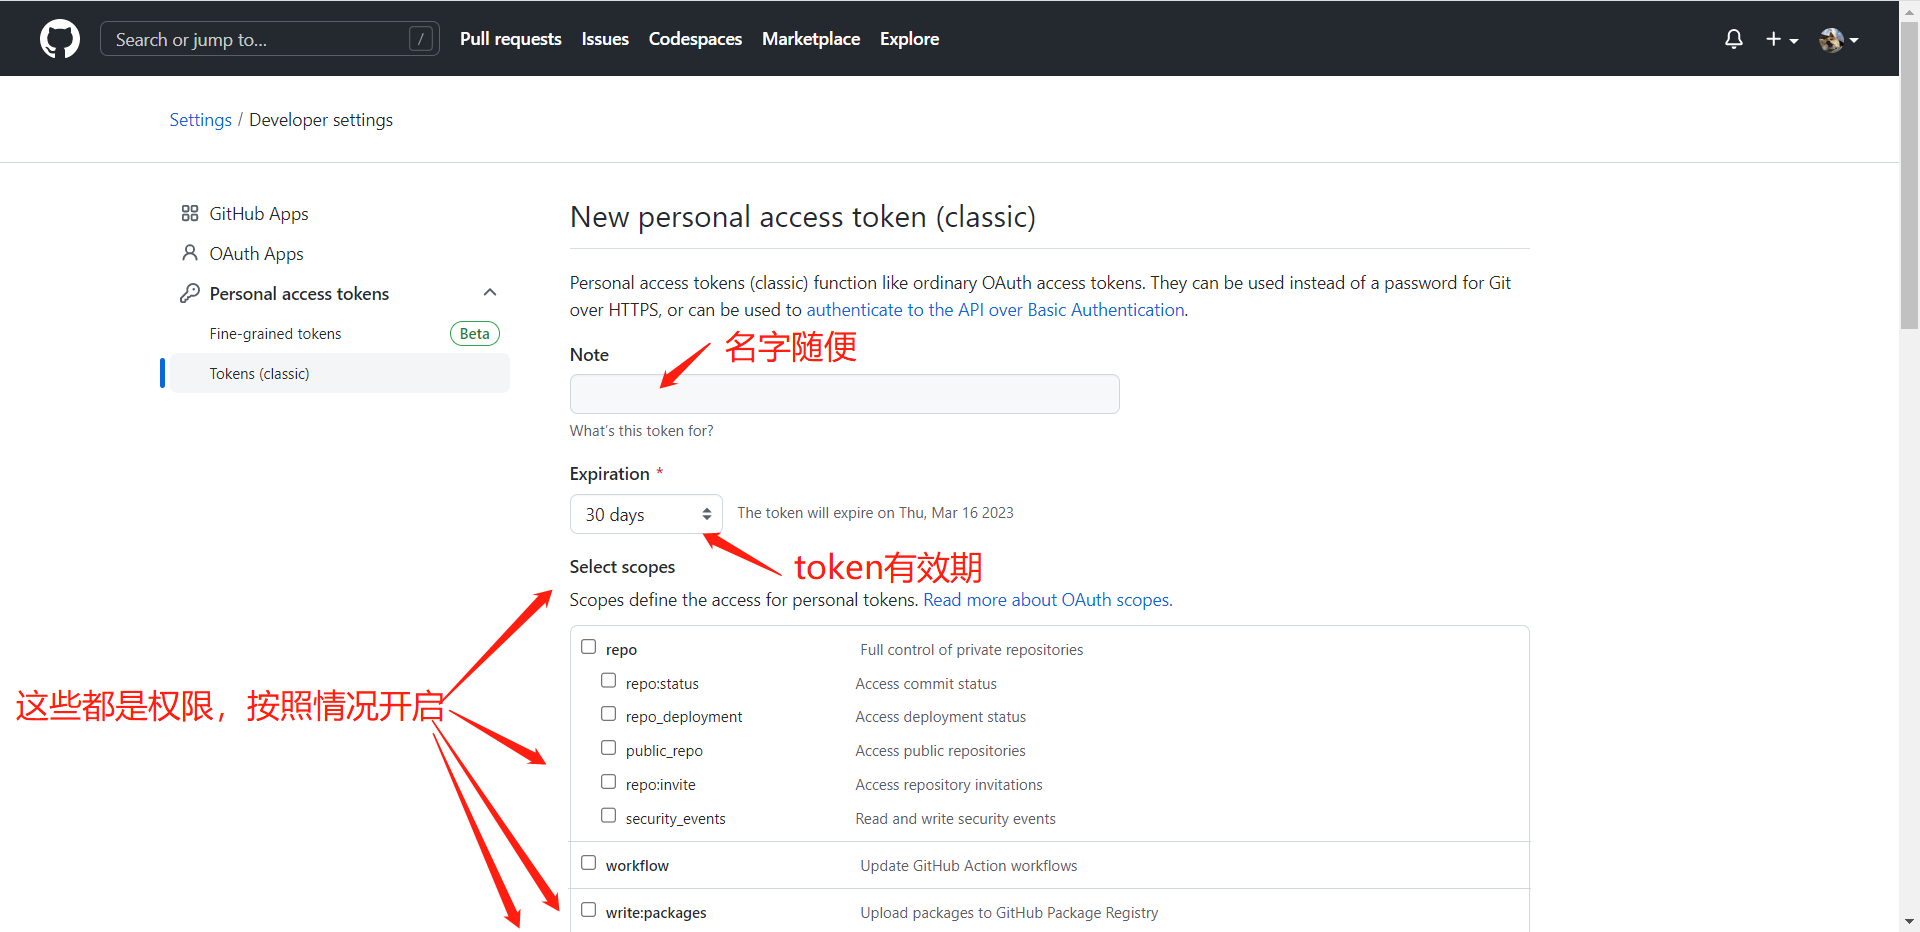 Search or jump to... /
Pull requests
Issues
Codespaces
Marketplace
Explore
Settings / Developer settings
GitHub Apps
OAuth Apps
Personal access tokens
Fine-grained tokens Beta
Tokens (classic)
New personal access token (classic)
Personal access tokens (classic) function like ordinary OAuth access tokens. They can be used instead of a password for Git
over HTTPS, or can be used to authenticate to the API over Basic Authentication.
Note
名字随便
What's this token for?
Expiration *
30 days The token will expire on Thu, Mar 16 2023
token有效期
Select scopes
Scopes define the access for personal tokens. Read more about OAuth scopes.
这些都是权限，按照情况开启
repo Full control of private repositories
repo:status Access commit status
repo_deployment Access deployment status
public_repo Access public repositories
repo:invite Access repository invitations
security_events Read and write security events
workflow Update GitHub Action workflows
write:packages Upload packages to GitHub Package Registry